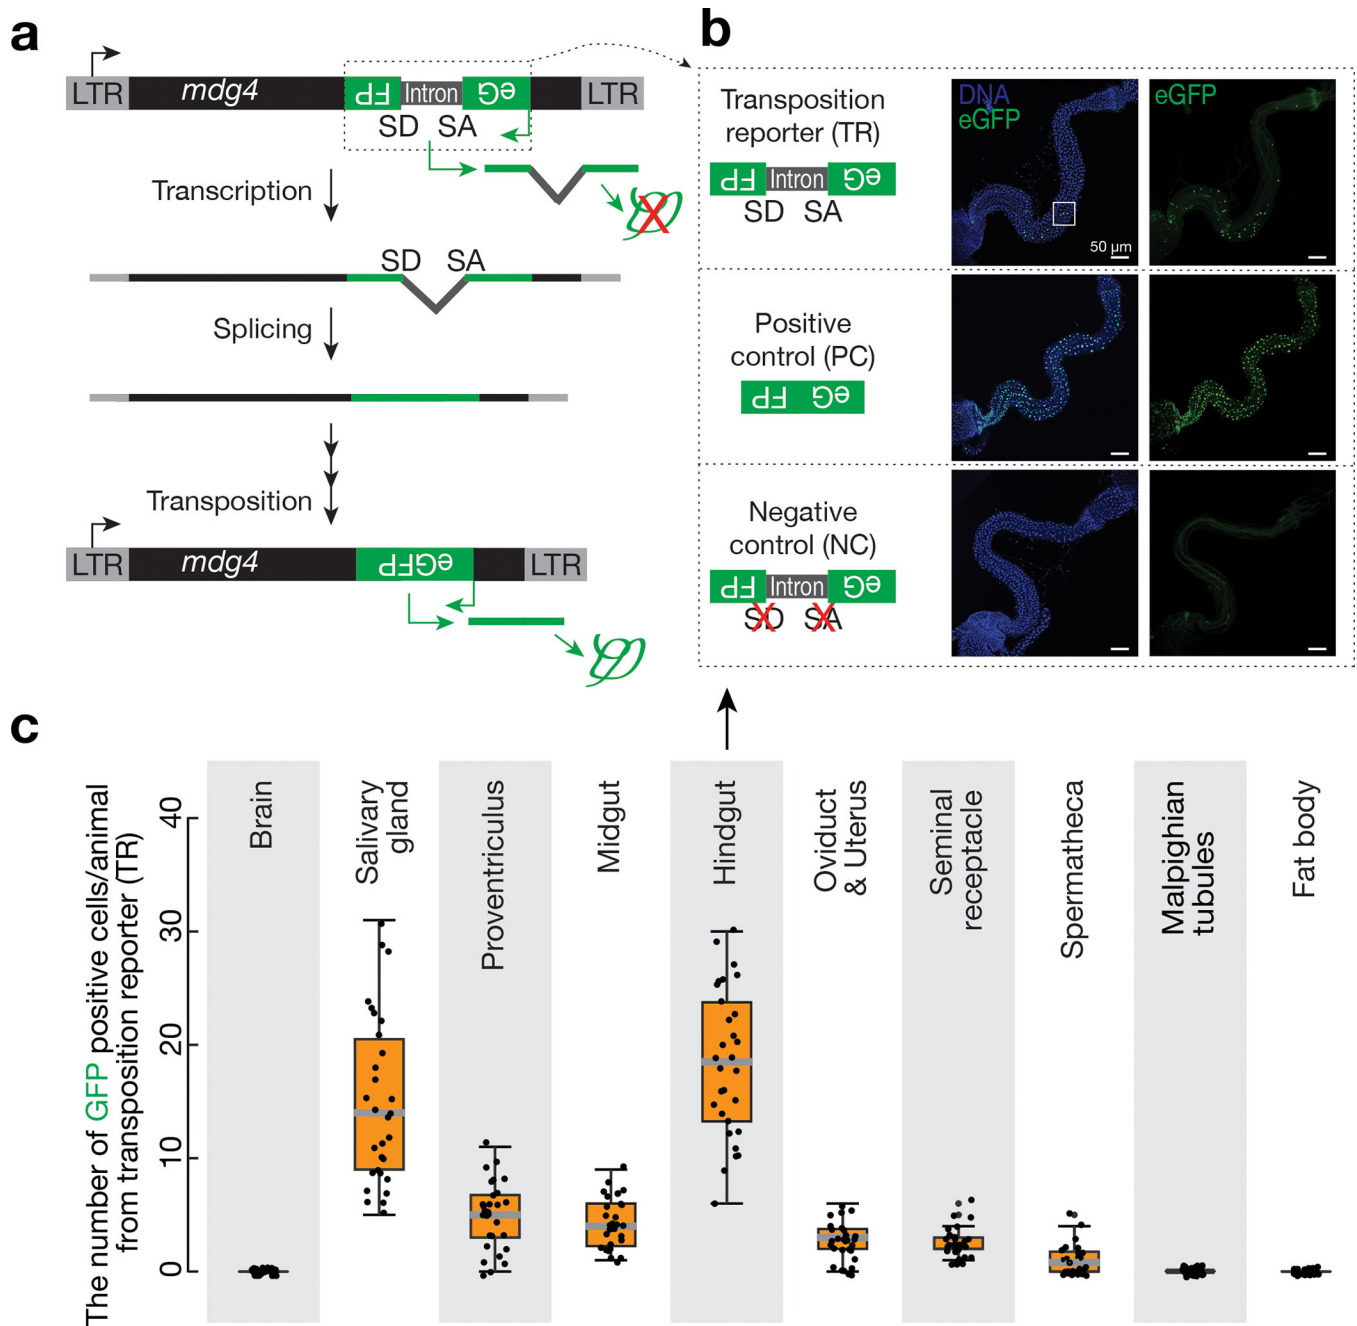 a
LTR
mdg4
FP
Intron
eG
LTR
SD
SA
Transcription
X
SD
SA
Splicing
Transposition
LTR
mdg4
eGFP
LTR
b
Transposition
reporter (TR)
FP
Intron
eG
SD
SA
DNA
eGFP
50 µm
eGFP
Positive
control (PC)
FP
eG
Negative
control (NC)
FP
Intron
eG
SD
SA
c
The number of GFP positive cells/animal
from transposition reporter (TR)
40
30
20
10
0
Brain
Salivary
gland
Proventriculus
Midgut
Hindgut
Oviduct
& Uterus
Seminal
receptacle
Spermatheca
Malpighian
tubules
Fat body